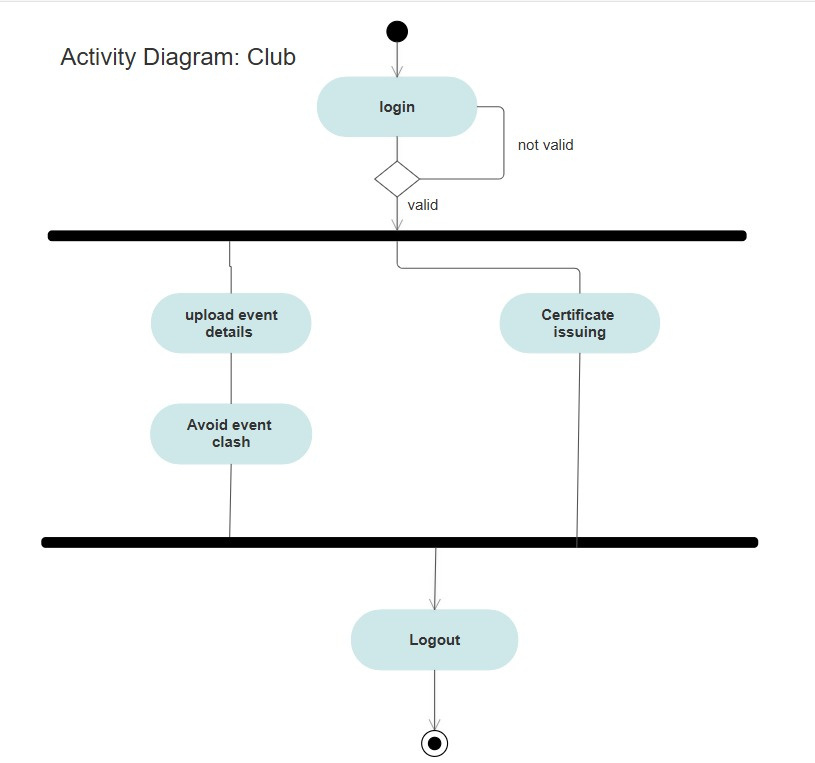 Activity Diagram: Club
login
not valid
valid
upload event
details
Certificate
issuing
Avoid event
clash
Logout